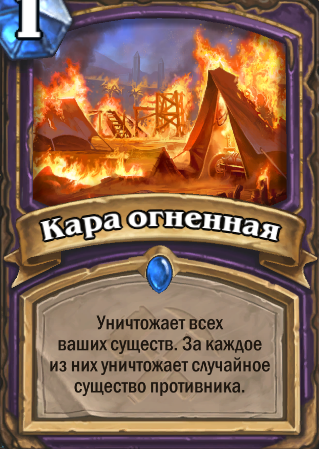 1
Кара огненная
Уничтожает всех
ваших существ. За каждое
из них уничтожает случайное
существо противника.